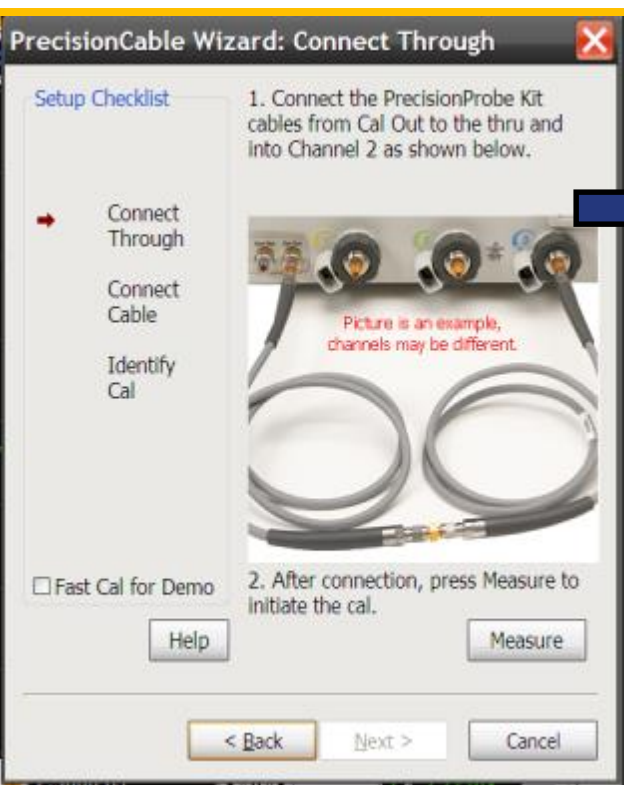 PrecisionCable Wizard: Connect Through
Setup Checklist
Connect
Through
Connect
Cable
Identify
Cal
☐ Fast Cal for Demo
1. Connect the PrecisionProbe Kit
cables from Cal Out to the thru and
into Channel 2 as shown below.
Picture is an example,
channels may be different.
2. After connection, press Measure to
initiate the cal.
Help
Measure
< Back
Next >
Cancel